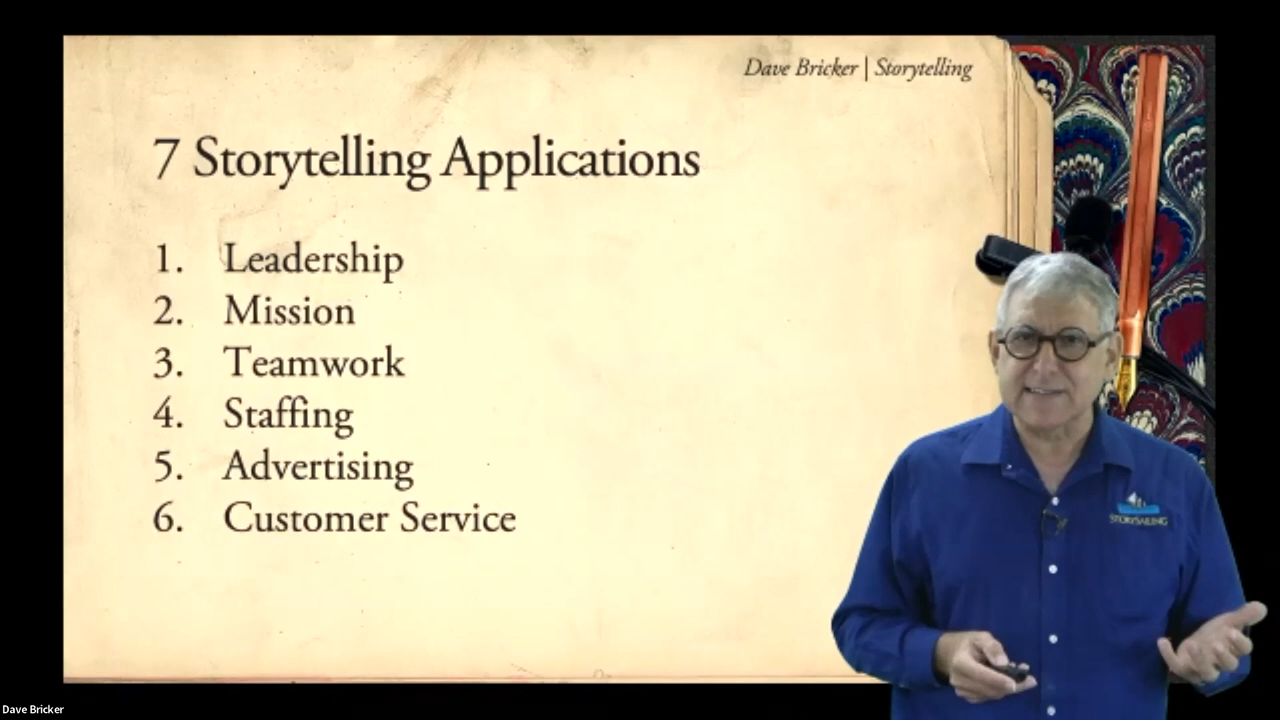 Dave Bricker | Storytelling
7 Storytelling Applications
1. Leadership
2. Mission
3. Teamwork
4. Staffing
5. Advertising
6. Customer Service
STORYSAILING
Dave Bricker